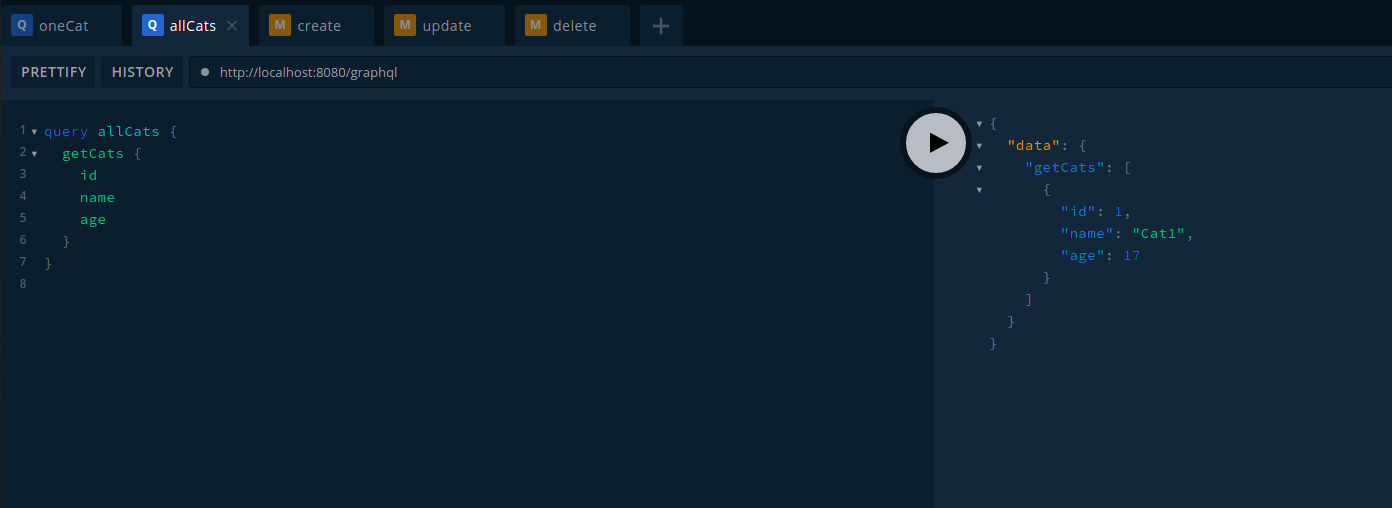 Q oneCat Q allCats × M create M update M delete +
PRETTIFY HISTORY http://localhost:8080/graphql
1 query allCats {
2 getCats {
3 id
4 name
5 age
6 }
7 }
8
{
"data": {
"getCats": [
{
"id": 1,
"name": "Cat1",
"age": 17
}
]
}
}